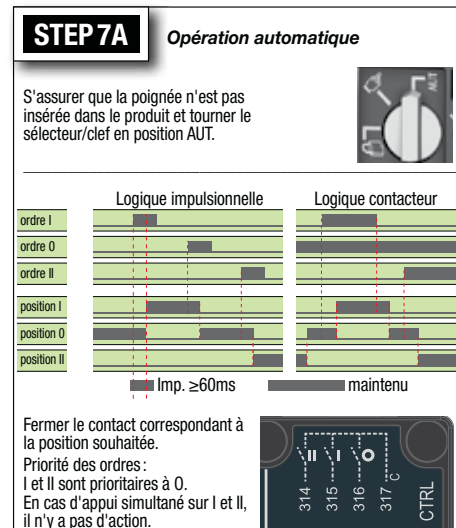 STEP 7A
Opération automatique
S'assurer que la poignée n'est pas
insérée dans le produit et tourner le
sélecteur/clef en position AUT.
AUT
Logique impulsionnelle
Logique contacteur
ordre I
ordre 0
ordre II
position I
position 0
position II
Imp. ≥60ms
maintenu
Fermer le contact correspondant à
la position souhaitée.
Priorité des ordres :
I et II sont prioritaires à O.
En cas d'appui simultané sur I et II,
il n'y a pas d'action.
II I O
314 315 316 317 C
CTRL